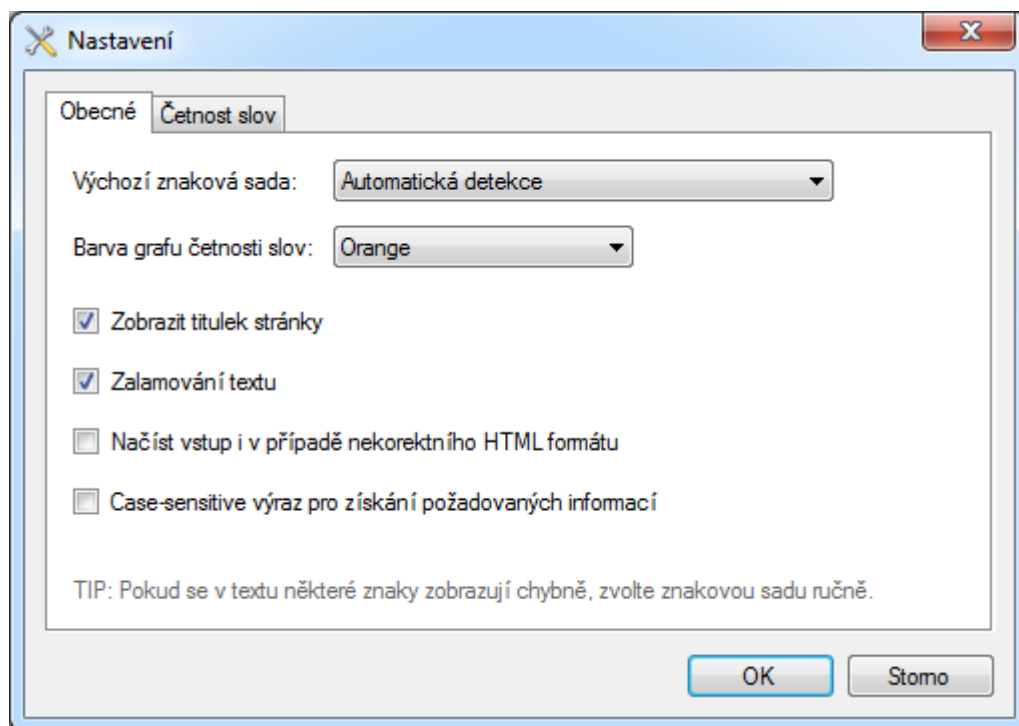 Nastavení
Obecné Četnost slov
Výchozí znaková sada: Automatická detekce
Barva grafu četnosti slov: Orange
Zobrazit titulek stránky
Zalamování textu
Načíst vstup i v případě nekorektního HTML formátu
Case-sensitive výraz pro získání požadovaných informací
TIP: Pokud se v textu některé znaky zobrazují chybně, zvolte znakovou sadu ručně.
OK Storno